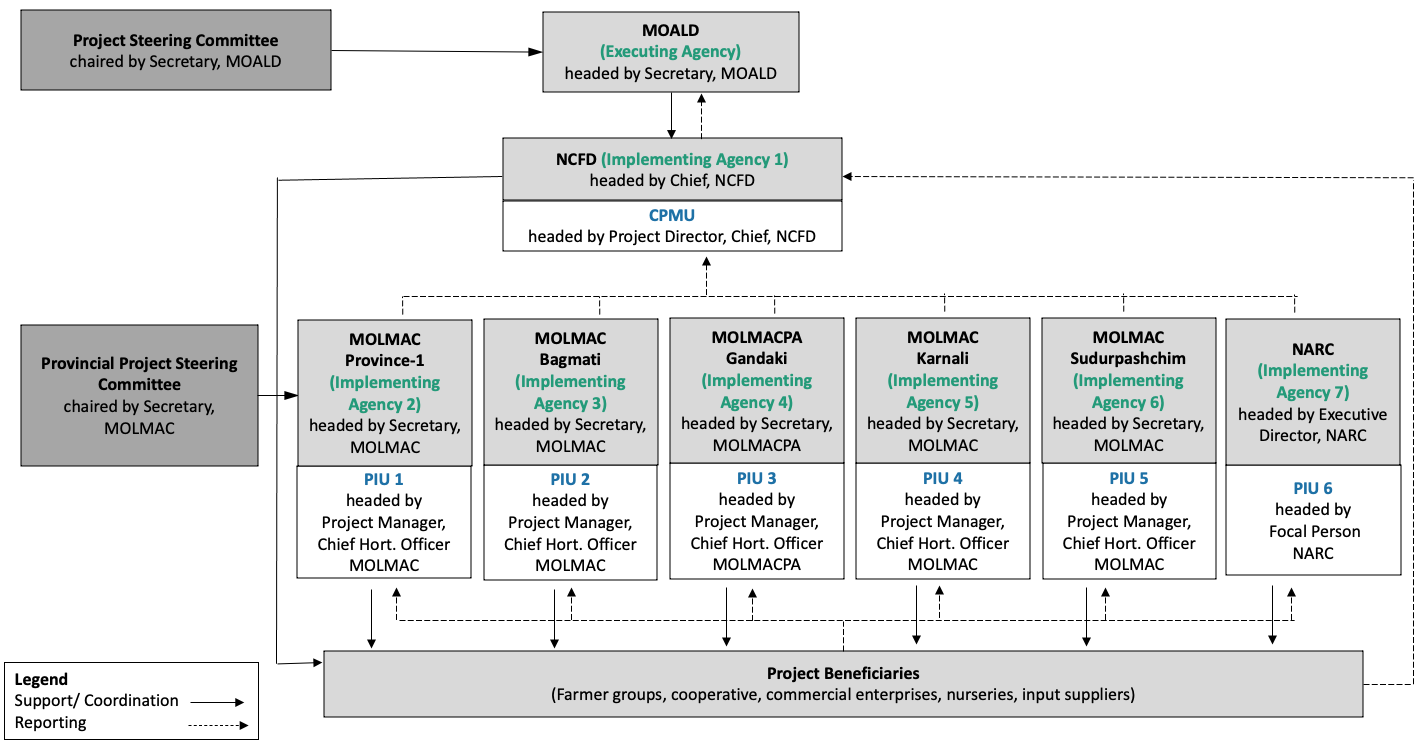 Project Steering Committee
chaired by Secretary, MOALD
MOALD
(Executing Agency)
headed by Secretary, MOALD
NCFD (Implementing Agency 1)
headed by Chief, NCFD
CPMU
headed by Project Director, Chief, NCFD
Provincial Project Steering
Committee
chaired by Secretary,
MOLMAC
MOLMAC
Province-1
(Implementing
Agency 2)
headed by Secretary,
MOLMAC
PIU 1
headed by
Project Manager,
Chief Hort. Officer
MOLMAC
MOLMAC
Bagmati
(Implementing
Agency 3)
headed by Secretary,
MOLMAC
PIU 2
headed by
Project Manager,
Chief Hort. Officer
MOLMAC
MOLMACPA
Gandaki
(Implementing
Agency 4)
headed by Secretary,
MOLMACPA
PIU 3
headed by
Project Manager,
Chief Hort. Officer
MOLMACPA
MOLMAC
Karnali
(Implementing
Agency 5)
headed by Secretary,
MOLMAC
PIU 4
headed by
Project Manager,
Chief Hort. Officer
MOLMAC
MOLMAC
Sudurpashchim
(Implementing
Agency 6)
headed by Secretary,
MOLMAC
PIU 5
headed by
Project Manager,
Chief Hort. Officer
MOLMAC
NARC
(Implementing
Agency 7)
headed by Executive
Director, NARC
PIU 6
headed by
Focal Person
NARC
Project Beneficiaries
(Farmer groups, cooperative, commercial enterprises, nurseries, input suppliers)
Legend
Support/ Coordination
Reporting